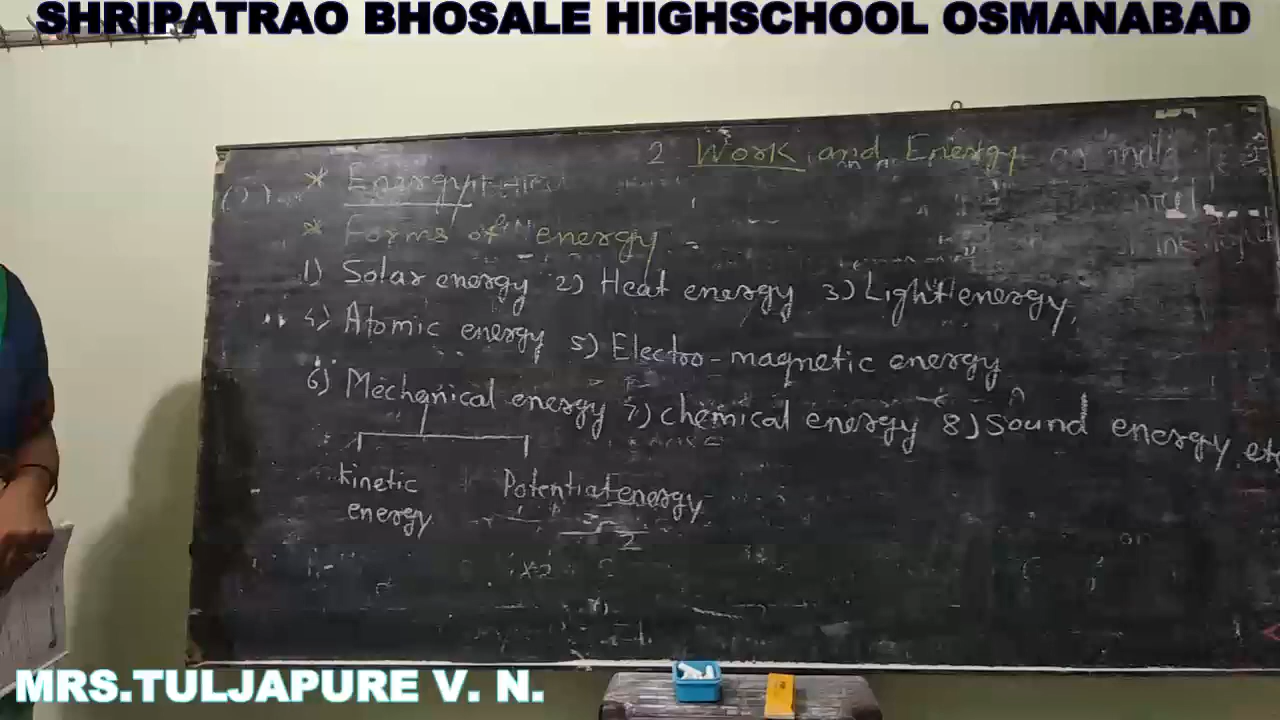 SHRIPATRAO BHOSALE HIGHSCHOOL OSMANABAD
2 Work and Energy
* Energy
* Forms of energy
1) Solar energy 2) Heat energy 3) Light energy,
4) Atomic energy 5) Electro-magnetic energy
6) Mechanical energy 7) chemical energy 8) Sound energy etc
kinetic energy
Potential energy
MRS.TULJAPURE V. N.